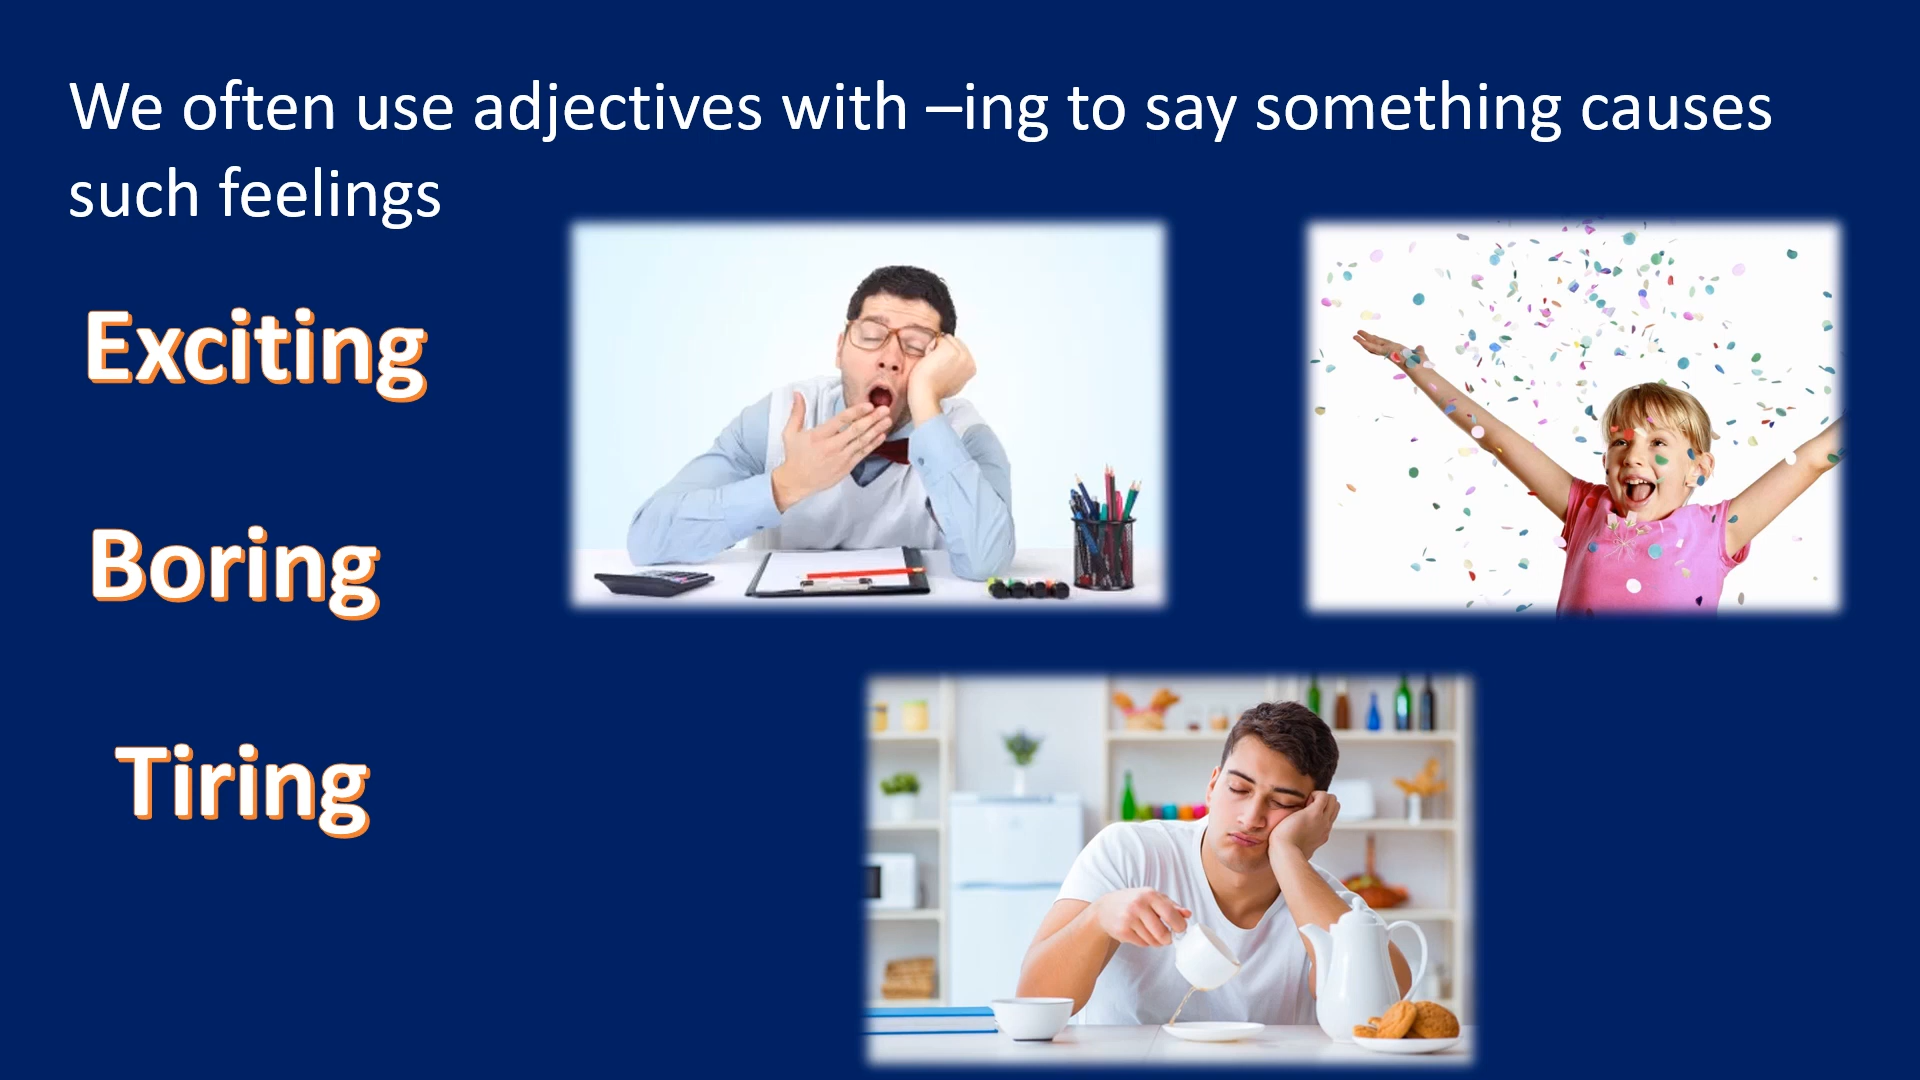 We often use adjectives with –ing to say something causes
such feelings
Exciting
Boring
Tiring